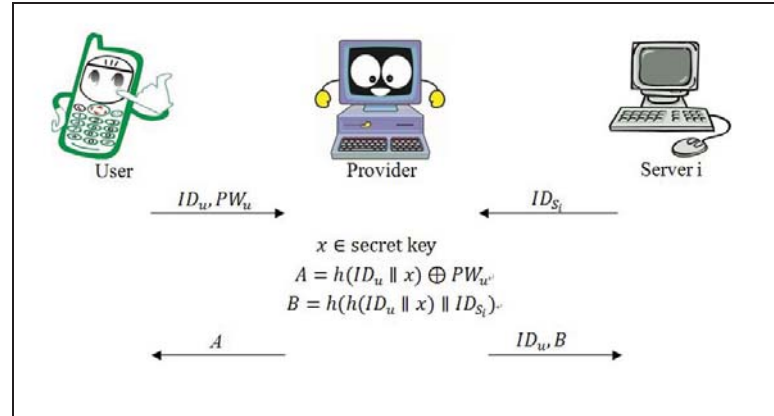 User Provider Server i
ID_u, PW_u ID_{S_i}
x ∈ secret key
A = h(ID_u ∥ x) ⊕ PW_u
B = h(h(ID_u ∥ x) ∥ ID_{S_i})
A ID_u, B